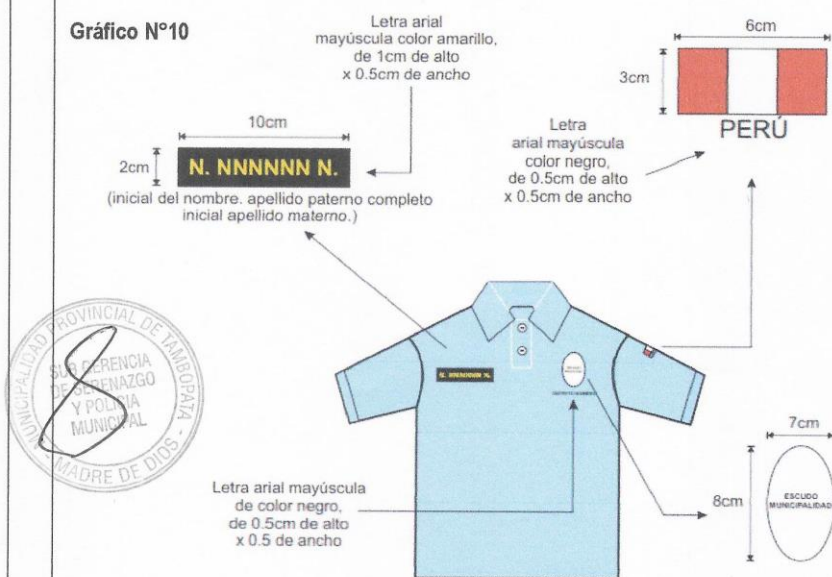 Gráfico N°10
Letra arial
mayúscula color amarillo,
de 1cm de alto
x 0.5cm de ancho
6cm
3cm
PERÚ
10cm
2cm
N. NNNNNN N.
(inicial del nombre. apellido paterno completo
inicial apellido materno.)
Letra
arial mayúscula
color negro,
de 0.5cm de alto
x 0.5cm de ancho
MUNICIPALIDAD PROVINCIAL DE TAMBOPATA
SUB GERENCIA
DE SERENAZGO
Y POLICIA
MUNICIPAL
- MADRE DE DIOS -
N. NNNNNN N.
Letra arial mayúscula
de color negro,
de 0.5cm de alto
x 0.5 de ancho
7cm
8cm
ESCUDO
MUNICIPALIDAD